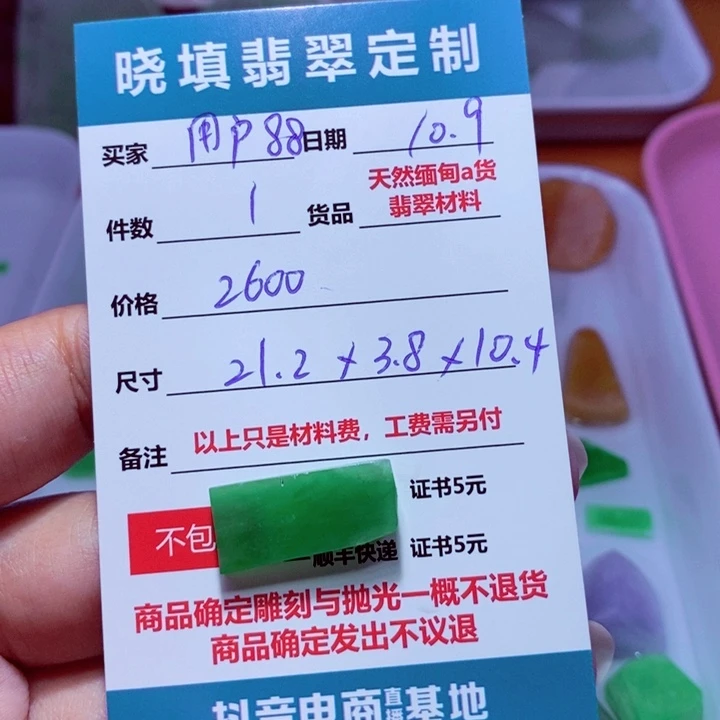 晓填翡翠定制
买家 用户88 日期 10.9
件数 1 货品 天然缅甸a货翡翠材料
价格 2600
尺寸 21.2 x 3.8 x 10.4
备注 以上只是材料费，工费需另付
证书5元
不包
顺丰快递 证书5元
商品确定雕刻与抛光一概不退货
商品确定发出不议退
抖音电商直播基地